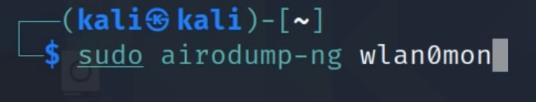 (kali㉿kali)-[~]
$ sudo airodump-ng wlan0mon